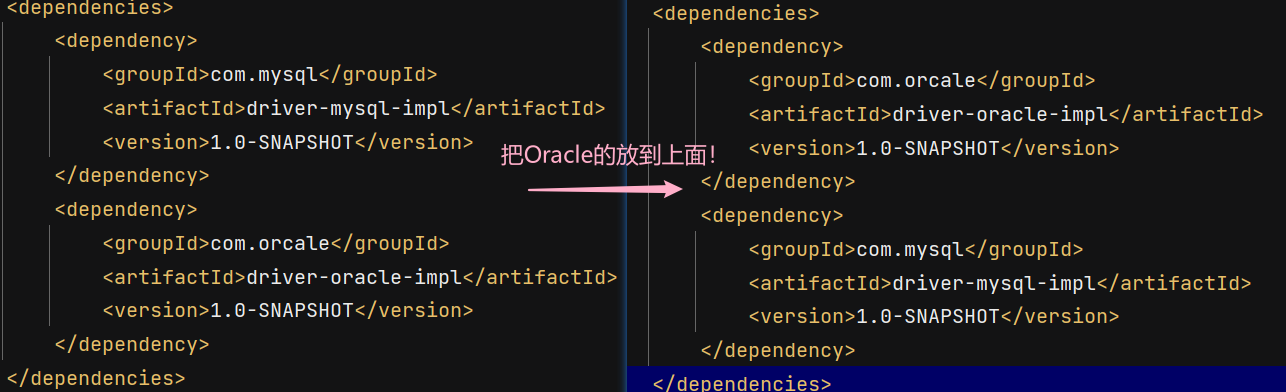 <dependencies>
<dependency>
<groupId>com.mysql</groupId>
<artifactId>driver-mysql-impl</artifactId>
<version>1.0-SNAPSHOT</version>
</dependency>
<dependency>
<groupId>com.orcale</groupId>
<artifactId>driver-oracle-impl</artifactId>
<version>1.0-SNAPSHOT</version>
</dependency>
</dependencies>
把Oracle的放到上面！
<dependencies>
<dependency>
<groupId>com.orcale</groupId>
<artifactId>driver-oracle-impl</artifactId>
<version>1.0-SNAPSHOT</version>
</dependency>
<dependency>
<groupId>com.mysql</groupId>
<artifactId>driver-mysql-impl</artifactId>
<version>1.0-SNAPSHOT</version>
</dependency>
</dependencies>